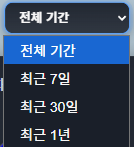 전체 기간
전체 기간
최근 7일
최근 30일
최근 1년